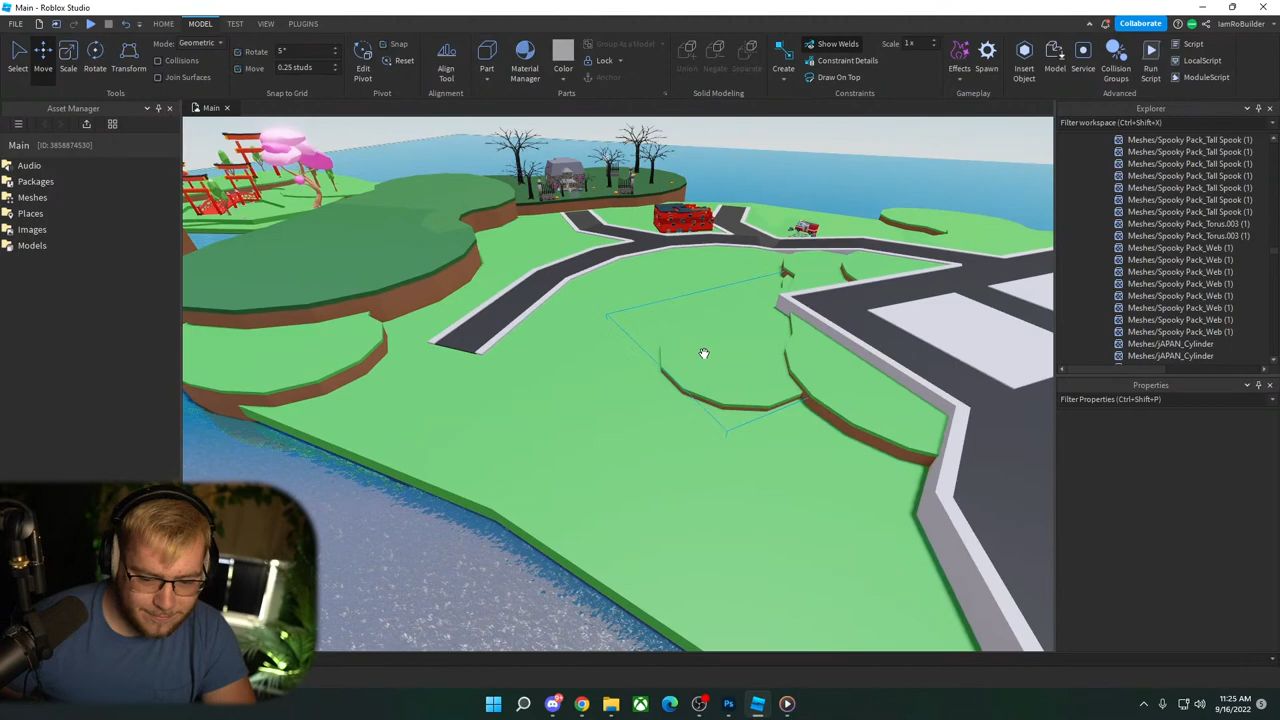 Main - Roblox Studio
FILE HOME MODEL TEST VIEW PLUGINS
Collaborate IamRoBuilder
Select Move Scale Rotate Transform
Mode: Geometric
Collisions
Join Surfaces
Tools
Rotate 5 °
Move 0.25 studs
Snap to Grid
Edit Pivot
Snap
Reset
Pivot
Align Tool
Alignment
Part
Material Manager
Color
Group As a Model
Lock
Anchor
Parts
Union Negate Separate
Solid Modeling
Create
Show Welds
Constraint Details
Draw On Top
Scale 1 x
Constraints
Effects Spawn
Gameplay
Insert Object
Model
Service
Collision Groups
Run Script
Script
LocalScript
ModuleScript
Advanced
Asset Manager
Main [ID: 3858874530]
Audio
Packages
Meshes
Places
Images
Models
Main
Explorer
Filter workspace (Ctrl+Shift+X)
Meshes/Spooky Pack_Tall Spook (1)
Meshes/Spooky Pack_Tall Spook (1)
Meshes/Spooky Pack_Tall Spook (1)
Meshes/Spooky Pack_Tall Spook (1)
Meshes/Spooky Pack_Tall Spook (1)
Meshes/Spooky Pack_Tall Spook (1)
Meshes/Spooky Pack_Tall Spook (1)
Meshes/Spooky Pack_Torus.003 (1)
Meshes/Spooky Pack_Torus.003 (1)
Meshes/Spooky Pack_Web (1)
Meshes/Spooky Pack_Web (1)
Meshes/Spooky Pack_Web (1)
Meshes/Spooky Pack_Web (1)
Meshes/Spooky Pack_Web (1)
Meshes/Spooky Pack_Web (1)
Meshes/Spooky Pack_Web (1)
Meshes/Spooky Pack_Web (1)
Meshes/jAPAN_Cylinder
Meshes/jAPAN_Cylinder
Properties
Filter Properties (Ctrl+Shift+P)
Ps
11:25 AM
9/6/2022